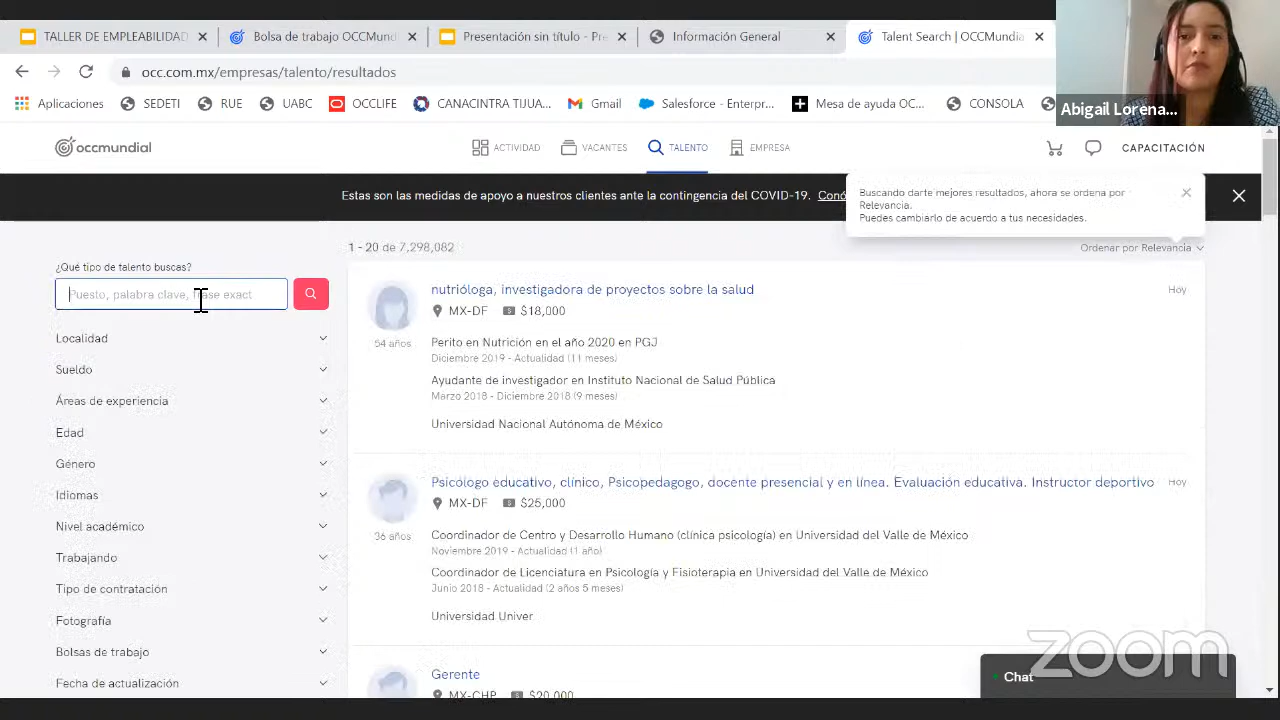 TALLER DE EMPLEABILIDAD
Bolsa de trabajo OCCMund
Presentación sin título - Pre
Información General
Talent Search | OCCMundia
occ.com.mx/empresas/talento/resultados
Aplicaciones
SEDETI
RUE
UABC
OCCLIFE
CANACINTRA TIJUA...
Gmail
Salesforce - Enterpr...
Mesa de ayuda OC...
CONSOLA
Abigail Lorena...
occmundial
ACTIVIDAD
VACANTES
TALENTO
EMPRESA
CAPACITACIÓN
Estas son las medidas de apoyo a nuestros clientes ante la contingencia del COVID-19. Conó
Buscando darte mejores resultados, ahora se ordena por
Relevancia.
Puedes cambiarlo de acuerdo a tus necesidades.
1 - 20 de 7,298,082
Ordenar por Relevancia
¿Qué tipo de talento buscas?
Puesto, palabra clave, frase exact
Localidad
Sueldo
Áreas de experiencia
Edad
Género
Idiomas
Nivel académico
Trabajando
Tipo de contratación
Fotografía
Bolsas de trabajo
Fecha de actualización
nutrióloga, investigadora de proyectos sobre la salud
Hoy
MX-DF $18,000
54 años
Perito en Nutrición en el año 2020 en PGJ
Diciembre 2019 - Actualidad (11 meses)
Ayudante de investigador en Instituto Nacional de Salud Pública
Marzo 2018 - Diciembre 2018 (9 meses)
Universidad Nacional Autónoma de México
Psicólogo educativo, clínico, Psicopedagogo, docente presencial y en línea. Evaluación educativa. Instructor deportivo
Hoy
MX-DF $25,000
36 años
Coordinador de Centro y Desarrollo Humano (clínica psicología) en Universidad del Valle de México
Noviembre 2019 - Actualidad (1 año)
Coordinador de Licenciatura en Psicología y Fisioterapia en Universidad del Valle de México
Junio 2018 - Actualidad (2 años 5 meses)
Universidad Univer
Gerente
MX-CHP $20,000
zoom
Chat